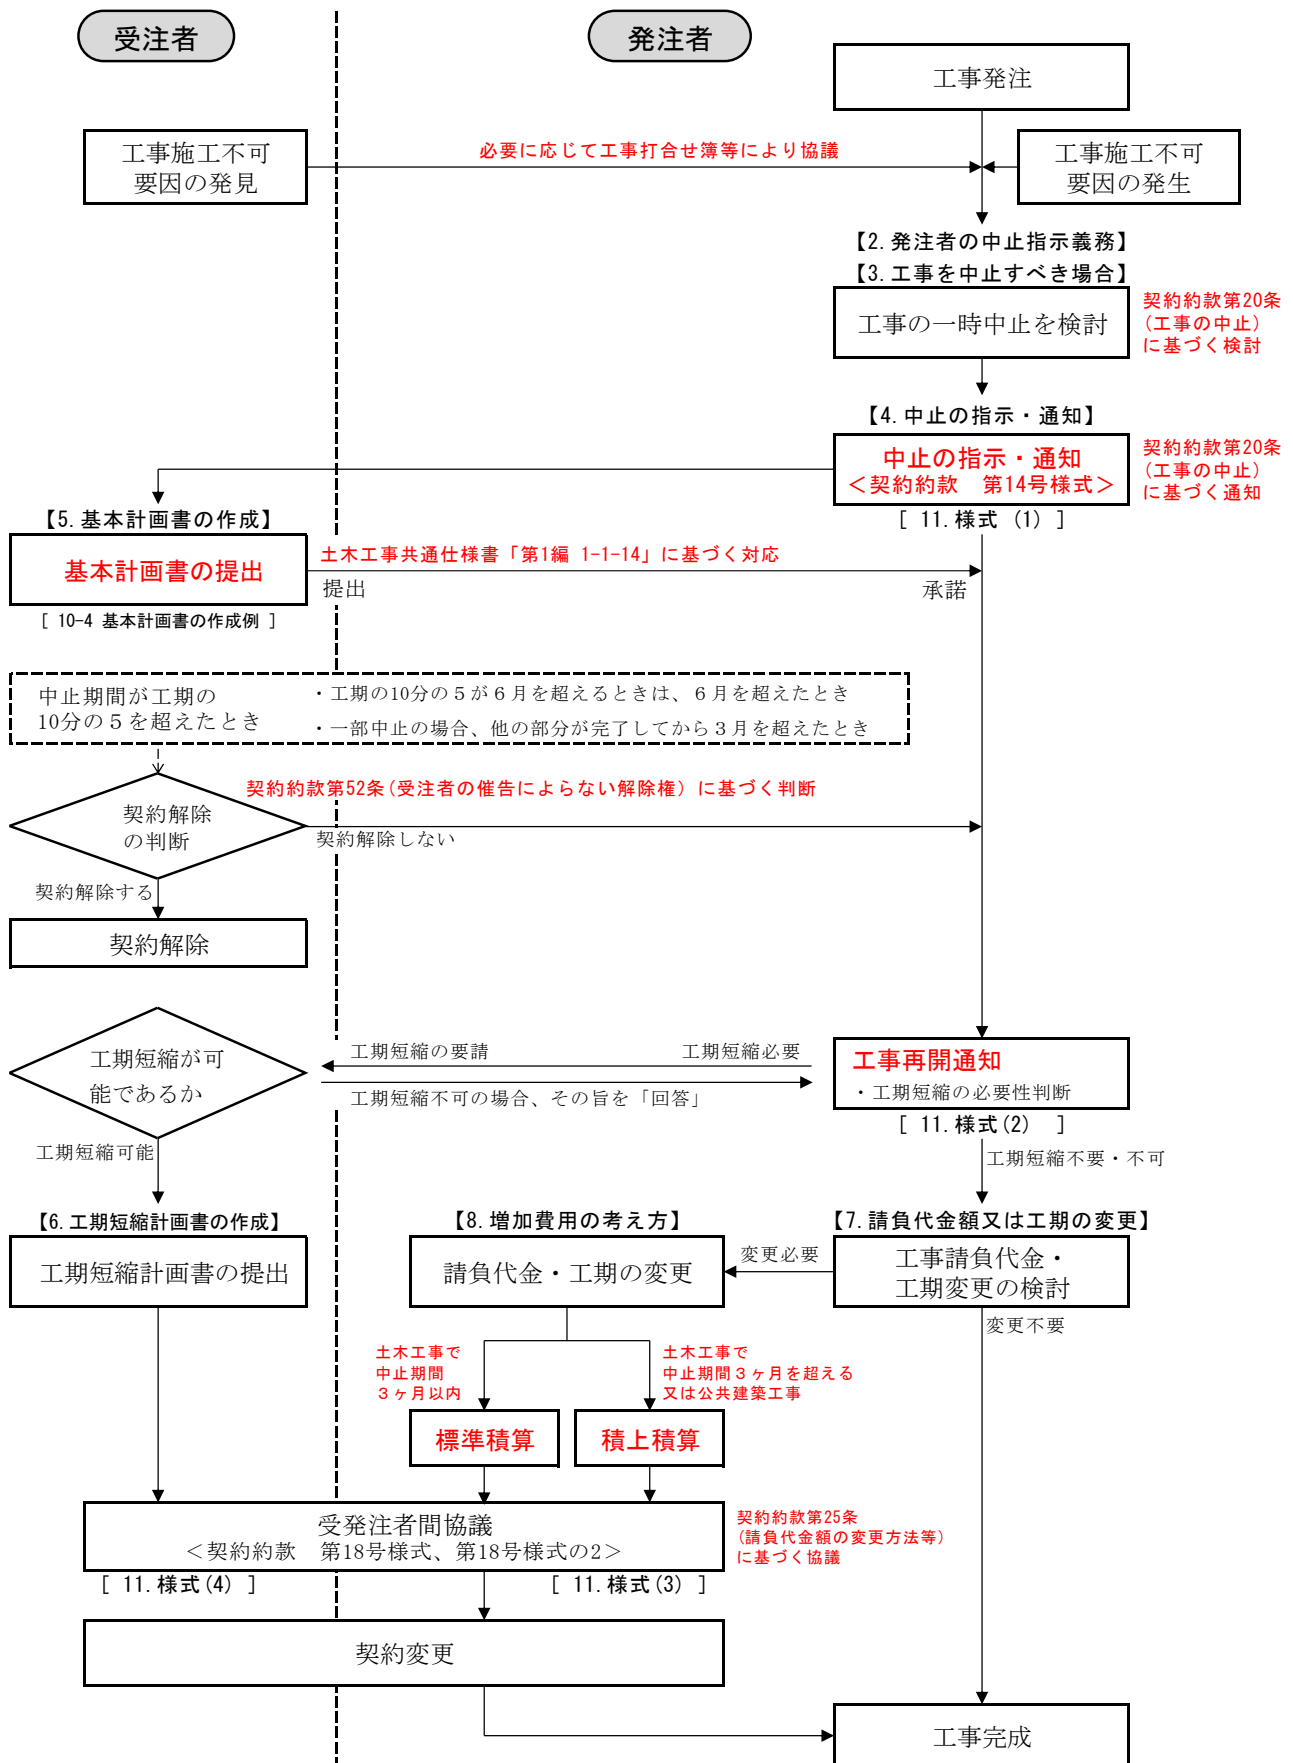 受注者
発注者
工事発注
工事施工不可
要因の発見
必要に応じて工事打合せ簿等により協議
工事施工不可
要因の発生
【2.発注者の中止指示義務】
【3.工事を中止すべき場合】
工事の一時中止を検討
契約約款第20条
(工事の中止)
に基づく検討
【4.中止の指示・通知】
中止の指示・通知
＜契約約款　第14号様式＞
契約約款第20条
(工事の中止)
に基づく通知
[ 11.様式 (1) ]
【5.基本計画書の作成】
基本計画書の提出
土木工事共通仕様書「第1編 1-1-14」に基づく対応
提出
承諾
[ 10-4 基本計画書の作成例 ]
中止期間が工期の
10分の５を超えたとき
・工期の10分の５が６月を超えるときは、６月を超えたとき
・一部中止の場合、他の部分が完了してから３月を超えたとき
契約約款第52条(受注者の催告によらない解除権) に基づく判断
契約解除
の判断
契約解除しない
契約解除する
契約解除
工期短縮が可
能であるか
工期短縮の要請
工期短縮必要
工期短縮不可の場合、その旨を「回答」
工事再開通知
・工期短縮の必要性判断
[ 11.様式(2) ]
工期短縮可能
工期短縮不要・不可
【6.工期短縮計画書の作成】
【8.増加費用の考え方】
【7.請負代金額又は工期の変更】
工期短縮計画書の提出
請負代金・工期の変更
変更必要
工事請負代金・
工期変更の検討
変更不要
土木工事で
中止期間
３ヶ月以内
土木工事で
中止期間３ヶ月を超える
又は公共建築工事
標準積算
積上積算
受発注者間協議
＜契約約款　第18号様式、第18号様式の2＞
契約約款第25条
(請負代金額の変更方法等)
に基づく協議
[ 11.様式(4) ]
[ 11.様式(3) ]
契約変更
工事完成